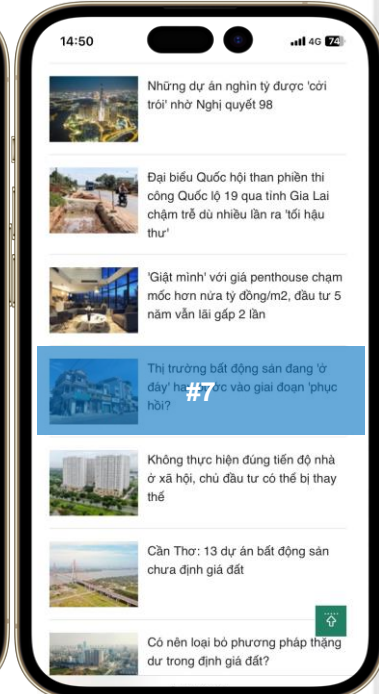 14:50
4G 74
Những dự án nghìn tỷ được 'cởi
trói' nhờ Nghị quyết 98
Đại biểu Quốc hội than phiền thi
công Quốc lộ 19 qua tỉnh Gia Lai
chậm trễ dù nhiều lần ra 'tối hậu
thư'
'Giật mình' với giá penthouse chạm
mốc hơn nửa tỷ đồng/m2, đầu tư 5
năm vẫn lãi gấp 2 lần
Thị trường bất động sản đang 'ở
đáy' vào giai đoạn 'phục
#7
hồi?
Không thực hiện đúng tiến độ nhà
ở xã hội, chủ đầu tư có thể bị thay
thế
Cần Thơ: 13 dự án bất động sản
chưa định giá đất
Có nên loại bỏ phương pháp thặng
dư trong định giá đất?